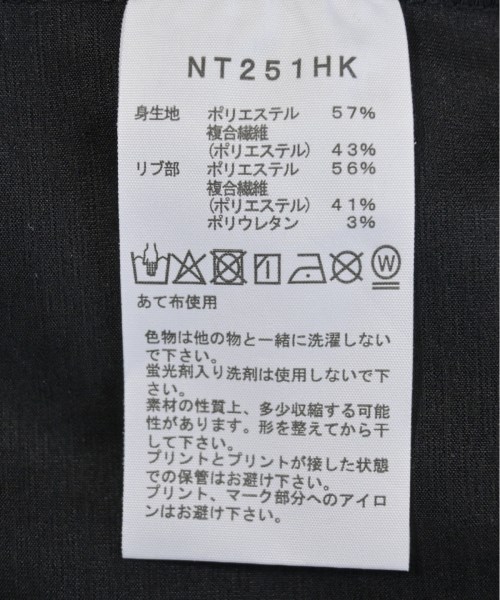 NT251HK
身生地 ポリエステル 57%
複合繊維
(ポリエステル) 43%
リブ部 ポリエステル 56%
複合繊維
(ポリエステル) 41%
ポリウレタン 3%
W
あて布使用
色物は他の物と一緒に洗濯しない
で下さい。
蛍光剤入り洗剤は使用しないで下
さい。
素材の性質上、多少収縮する可能
性があります。形を整えてから干
して下さい。
プリントとプリントが接した状態
での保管はお避け下さい。
プリント、マーク部分へのアイロ
ンはお避け下さい。